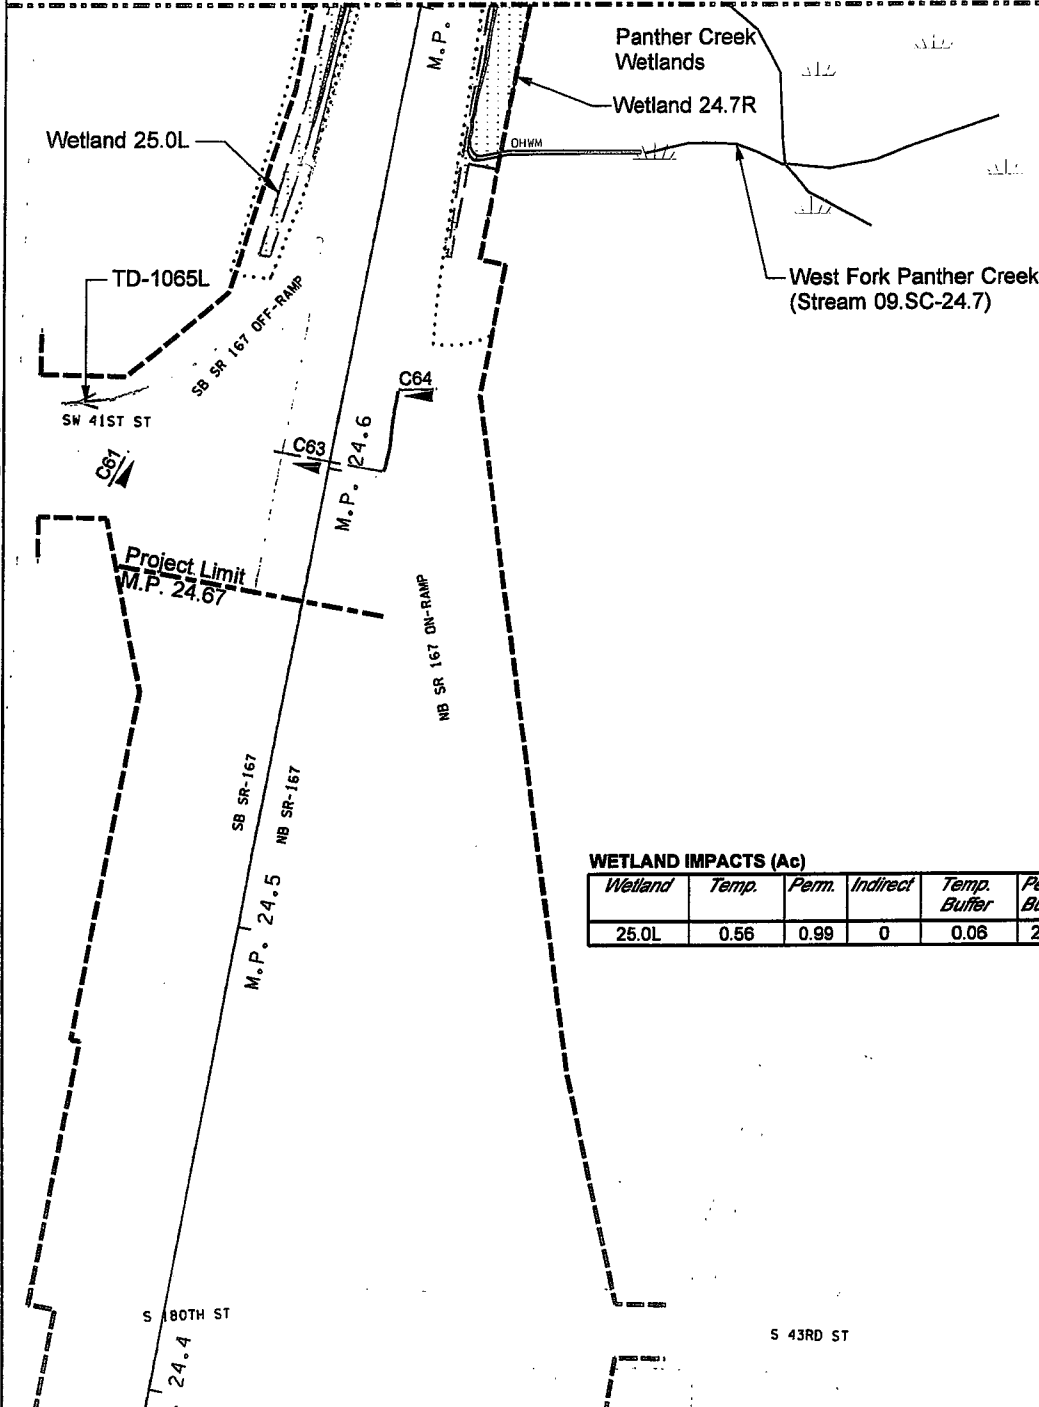 M.P.
Panther Creek
Wetlands
Wetland 24.7R
Wetland 25.0L
OHWM
TD-1065L
West Fork Panther Creek
(Stream 09.SC-24.7)
SB SR 167 OFF-RAMP
SW 41ST ST
C64
C63
C61
M.P. 24.6
Project Limit
M.P. 24.67
NB SR 167 ON-RAMP
SB SR-167
NB SR-167
M.P. 24.5
WETLAND IMPACTS (Ac)
Wetland Temp. Perm. Indirect Temp. Buffer
25.0L 0.56 0.99 0 0.06
S 180TH ST
S 43RD ST
24.4